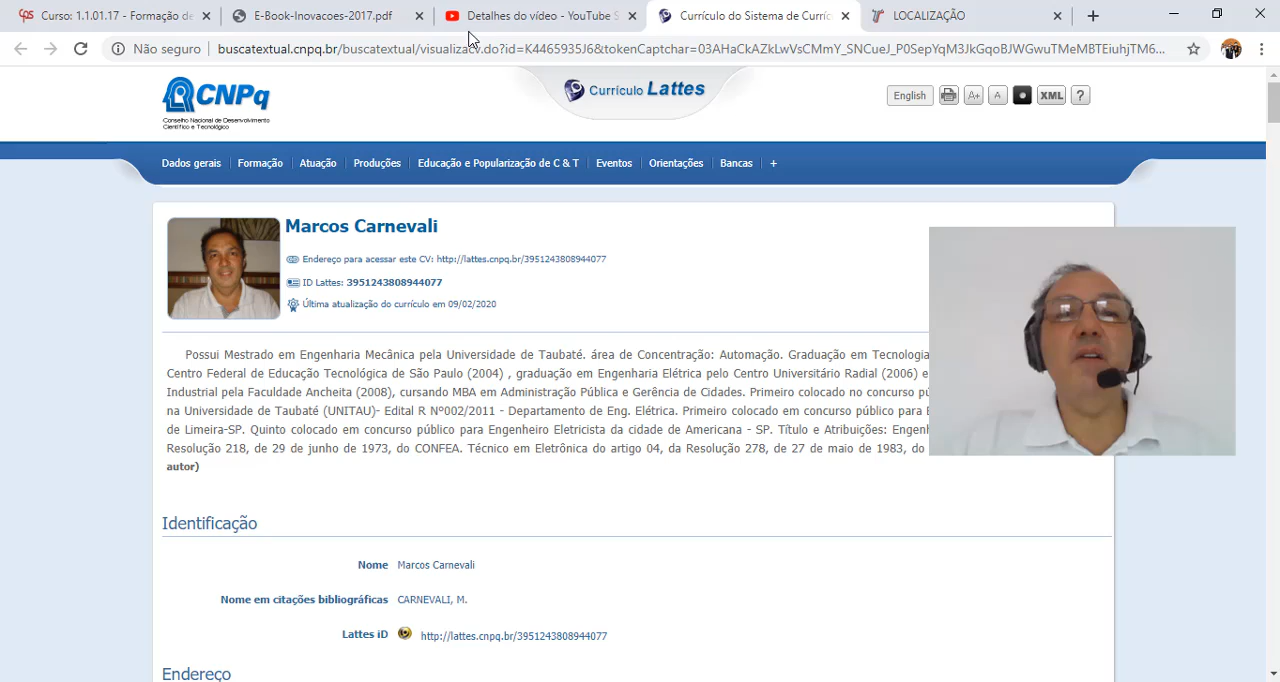 Curso: 1.1.01.17 - Formação de
E-Book-Inovacoes-2017.pdf
Detalhes do vídeo - YouTube S
Currículo do Sistema de Curríc
LOCALIZAÇÃO
Não seguro
CNPq
Conselho Nacional de Desenvolvimento
Científico e Tecnológico
Currículo Lattes
English
A+
A
XML
?
Dados gerais
Formação
Atuação
Produções
Educação e Popularização de C & T
Eventos
Orientações
Bancas
+
Marcos Carnevali
Endereço para acessar este CV: http://lattes.cnpq.br/3951243808944077
ID Lattes: 3951243808944077
Última atualização do currículo em 09/02/2020
Possui Mestrado em Engenharia Mecânica pela Universidade de Taubaté. área de Concentração: Automação. Graduação em Tecnologia
Centro Federal de Educação Tecnológica de São Paulo (2004) , graduação em Engenharia Elétrica pelo Centro Universitário Radial (2006) e
Industrial pela Faculdade Ancheita (2008), cursando MBA em Administração Pública e Gerência de Cidades. Primeiro colocado no concurso pú
na Universidade de Taubaté (UNITAU)- Edital R Nº002/2011 - Departamento de Eng. Elétrica. Primeiro colocado em concurso público para E
de Limeira-SP. Quinto colocado em concurso público para Engenheiro Eletricista da cidade de Americana - SP. Título e Atribuições: Engenh
Resolução 218, de 29 de junho de 1973, do CONFEA. Técnico em Eletrônica do artigo 04, da Resolução 278, de 27 de maio de 1983, do
autor)
Identificação
Nome Marcos Carnevali
Nome em citações bibliográficas CARNEVALI, M.
Lattes iD http://lattes.cnpq.br/3951243808944077
Endereço